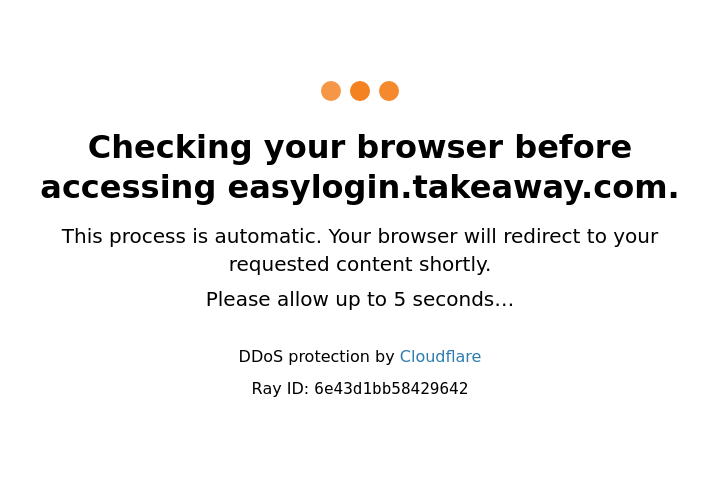 Checking your browser before
accessing easylogin.takeaway.com.
This process is automatic. Your browser will redirect to your
requested content shortly.
Please allow up to 5 seconds…
DDoS protection by Cloudflare
Ray ID: 6e43d1bb58429642